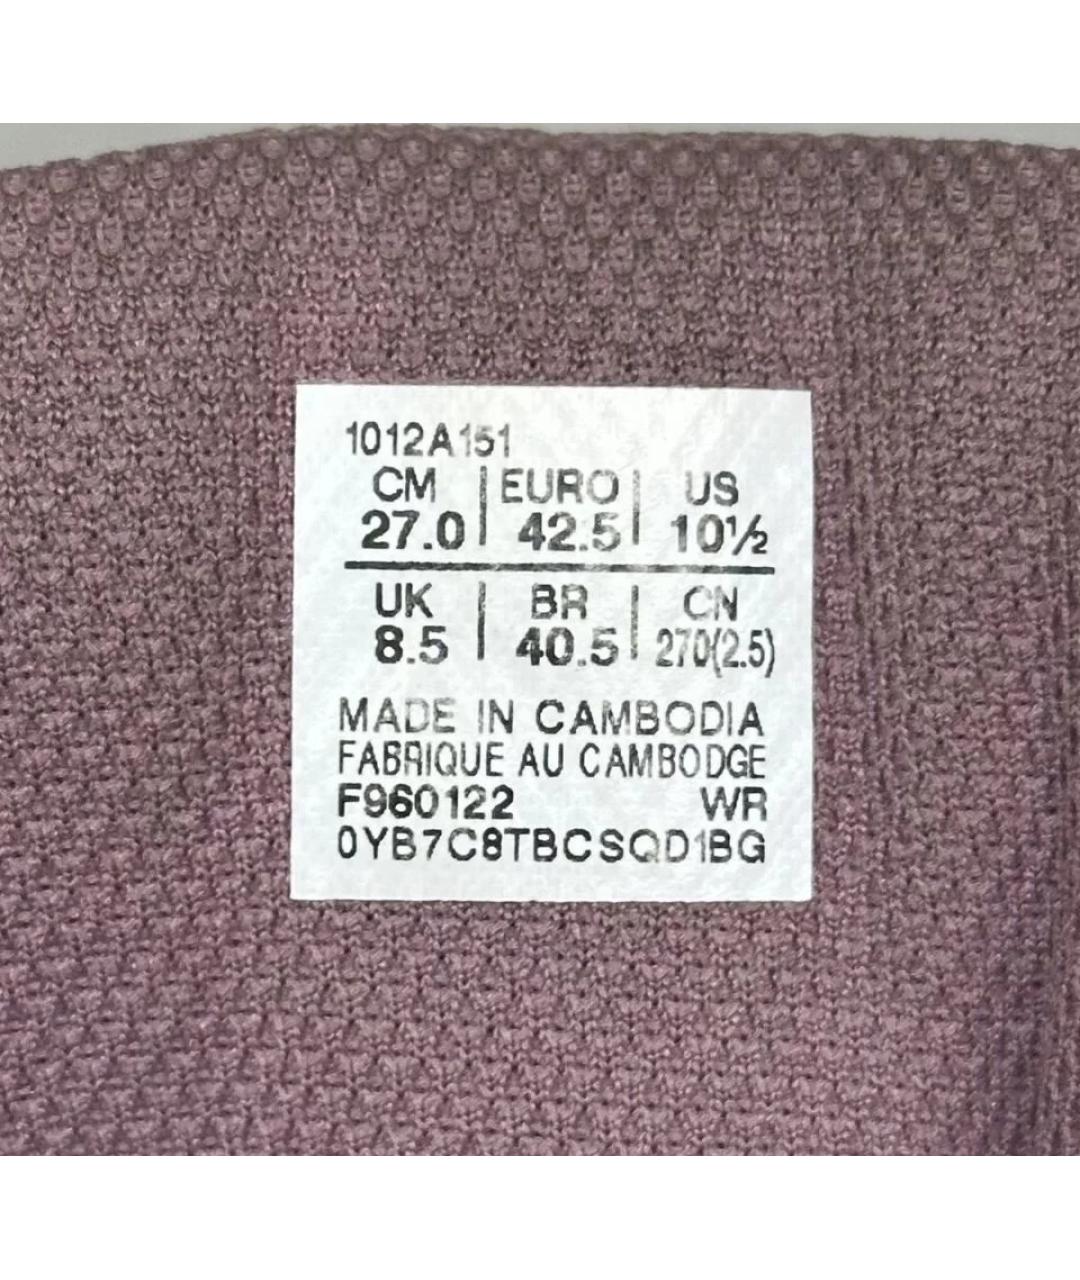 1012A151
CM | EURO | US
27.0 | 42.5 | 10½
UK | BR | CN
8.5 | 40.5 | 270(2.5)
MADE IN CAMBODIA
FABRIQUE AU CAMBODGE
F960122 WR
0YB7C8TBCSQD1BG